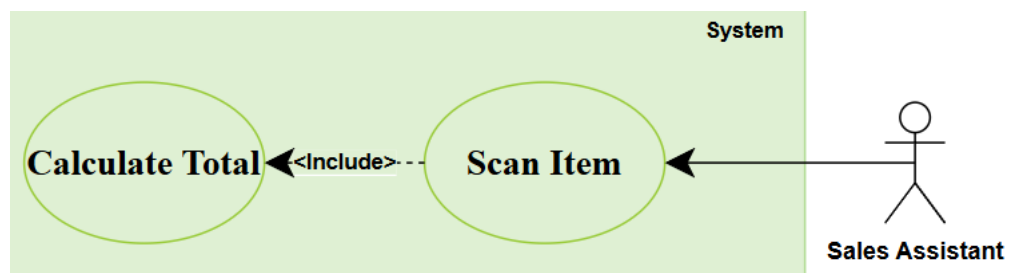 System
Calculate Total
<Include>
Scan Item
Sales Assistant